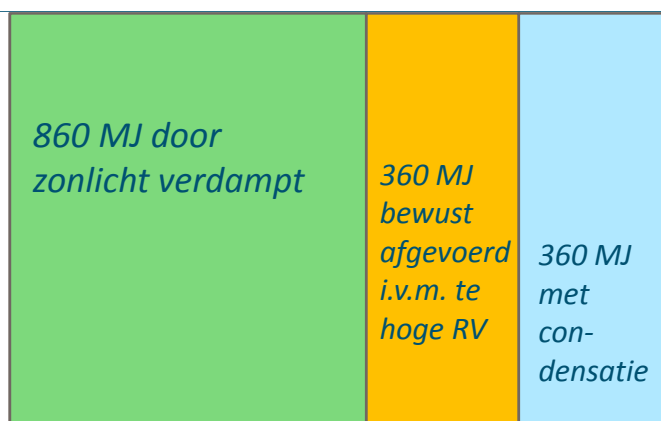 860 MJ door
zonlicht verdampt
360 MJ
bewust
afgevoerd
i.v.m. te
hoge RV
360 MJ
met
con-
densatie